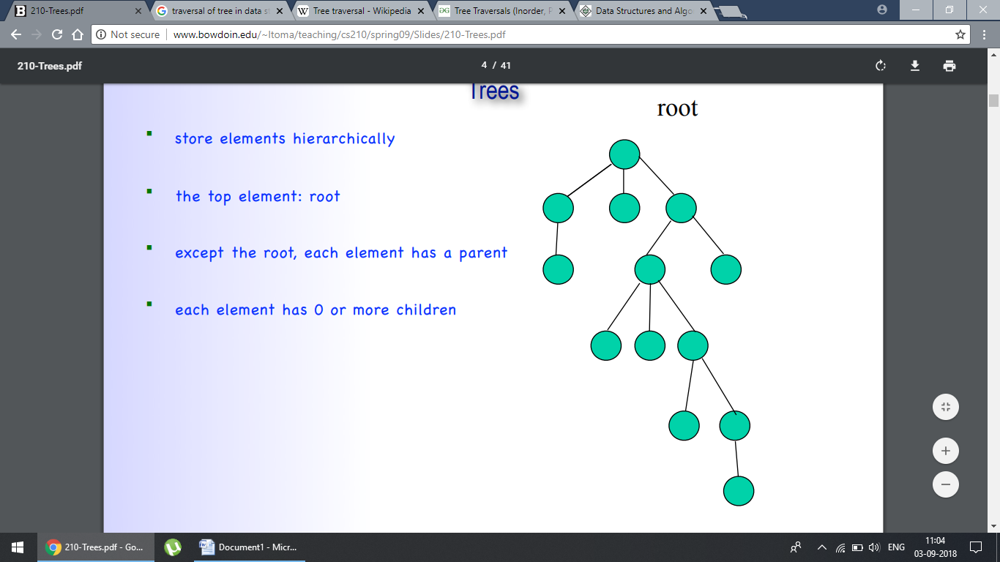 210-Trees.pdf
traversal of tree in data st
Tree traversal - Wikipedia
Tree Traversals (Inorder, P
Data Structures and Algo
Not secure
www.bowdoin.edu/~ltoma/teaching/cs210/spring09/Slides/210-Trees.pdf
210-Trees.pdf
4 / 41
Trees
root
store elements hierarchically
the top element: root
except the root, each element has a parent
each element has 0 or more children
210-Trees.pdf - Go...
Document1 - Micr...
ENG
11:04
03-09-2018